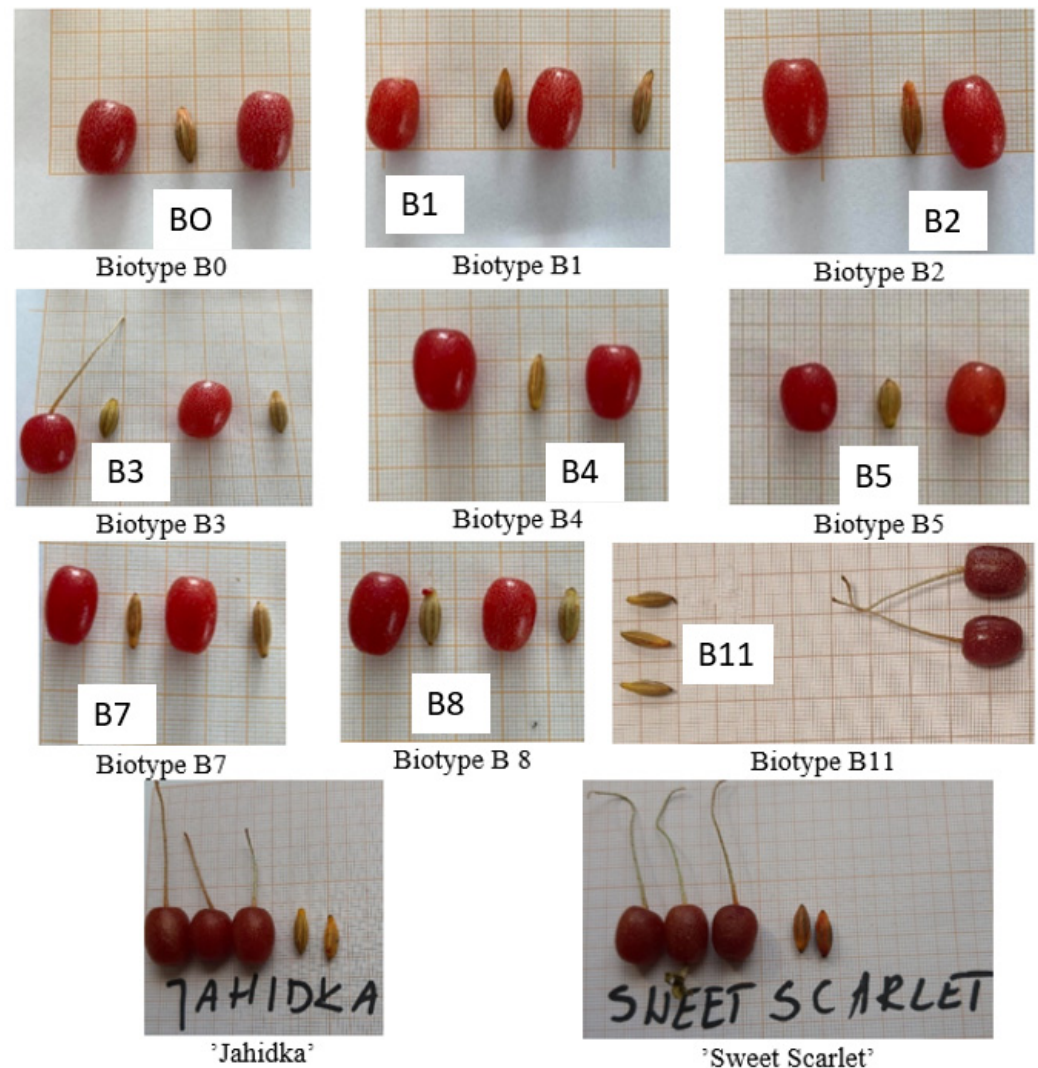 BO
B1
B2
Biotype B0
Biotype B1
Biotype B2
B3
B4
B5
Biotype B3
Biotype B4
Biotype B5
B7
B8
B11
Biotype B7
Biotype B 8
Biotype B11
JAHIDKA
SWEET SCARLET
’Jahidka’
’Sweet Scarlet’